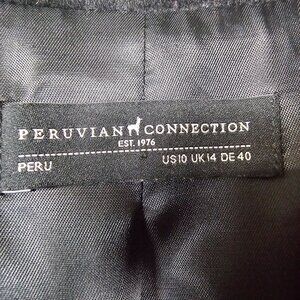 PERUVIAN CONNECTION
EST. 1976
PERU US10 UK14 DE40